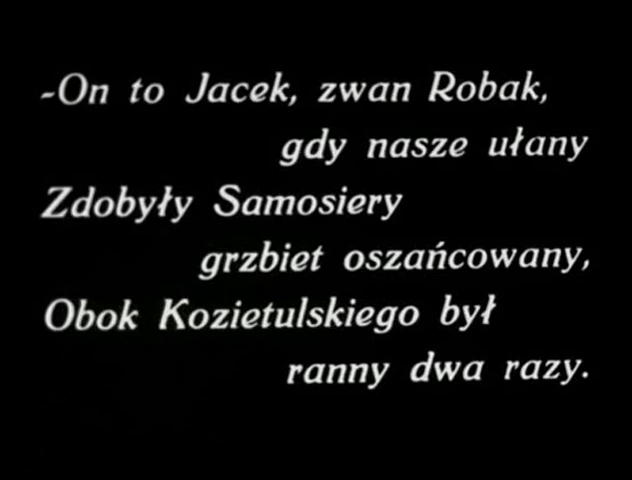 -On to Jacek, zwan Robak,
gdy nasze ułany
Zdobyły Samosiery
grzbiet oszańcowany,
Obok Kozietulskiego był
ranny dwa razy.